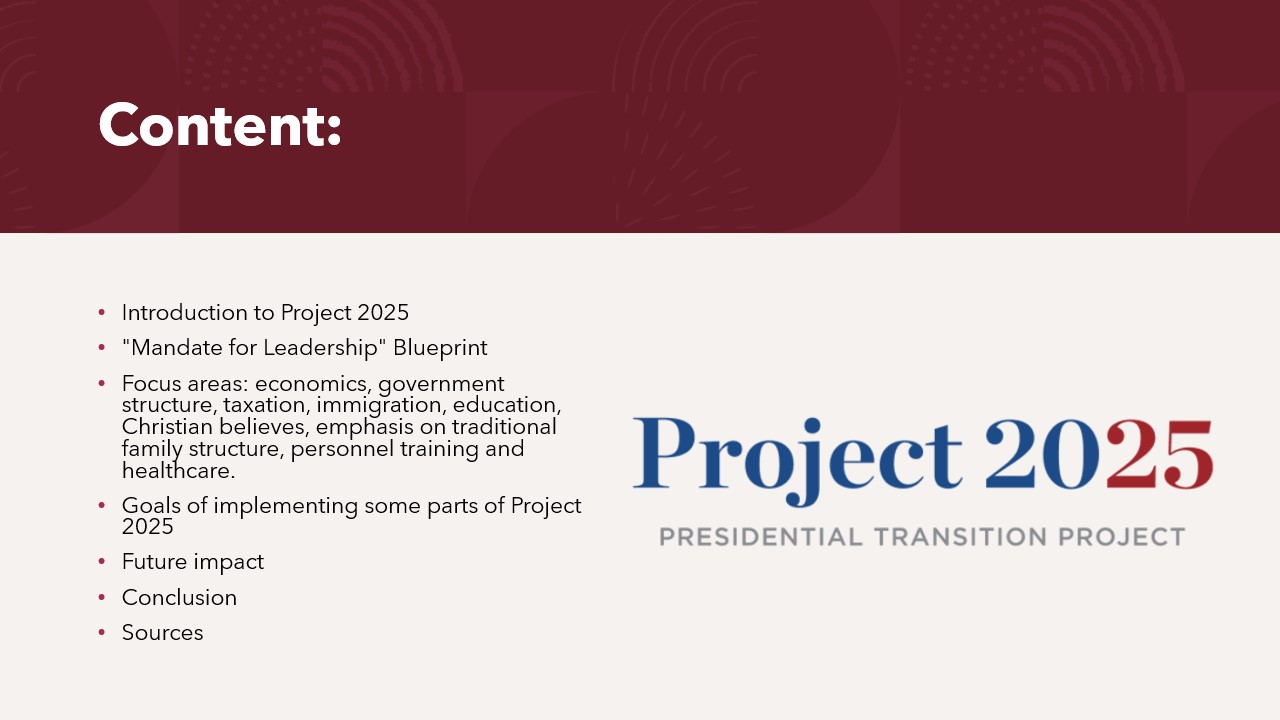 Content:
• Introduction to Project 2025
• "Mandate for Leadership" Blueprint
• Focus areas: economics, government
structure, taxation, immigration, education,
Christian believes, emphasis on traditional
family structure, personnel training and
healthcare.
• Goals of implementing some parts of Project
2025
• Future impact
• Conclusion
• Sources
Project 2025
PRESIDENTIAL TRANSITION PROJECT